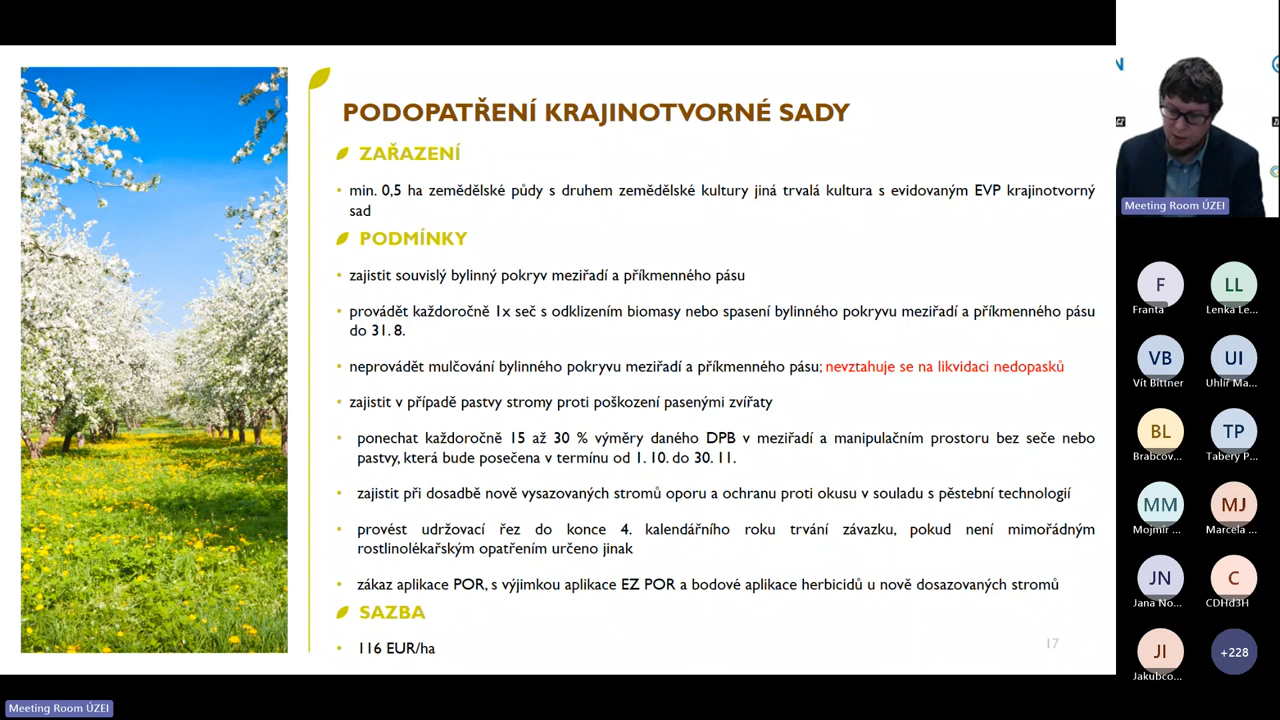 PODOPATŘENÍ KRAJINOTVORNÉ SADY
ZAŘAZENÍ
• min. 0,5 ha zemědělské půdy s druhem zemědělské kultury jiná trvalá kultura s evidovaným EVP krajinotvorný
sad
PODMÍNKY
• zajistit souvislý bylinný pokryv meziřadí a příkmenného pásu
• provádět každoročně 1x seč s odklizením biomasy nebo spasení bylinného pokryvu meziřadí a příkmenného pásu
do 31. 8.
• neprovádět mulčování bylinného pokryvu meziřadí a příkmenného pásu; nevztahuje se na likvidaci nedopasků
• zajistit v případě pastvy stromy proti poškození pasenými zvířaty
• ponechat každoročně 15 až 30 % výměry daného DPB v meziřadí a manipulačním prostoru bez seče nebo
pastvy, která bude posečena v termínu od 1. 10. do 30. 11.
• zajistit při dosadbě nově vysazovaných stromů oporu a ochranu proti okusu v souladu s pěstební technologií
• provést udržovací řez do konce 4. kalendářního roku trvání závazku, pokud není mimořádným
rostlinolékařským opatřením určeno jinak
• zákaz aplikace POR, s výjimkou aplikace EZ POR a bodové aplikace herbicidů u nově dosazovaných stromů
SAZBA
• 116 EUR/ha
17
N
Meeting Room ÚZEI
F
Franta
LL
Lenka Le...
VB
Vít Bittner
UI
Uhlíř Ma...
BL
Brabcov...
TP
Tabery P...
MM
Mojmír ...
MJ
Marcela ...
JN
Jana No...
C
CDHd3H
JI
Jakubco...
+228
Meeting Room ÚZEI